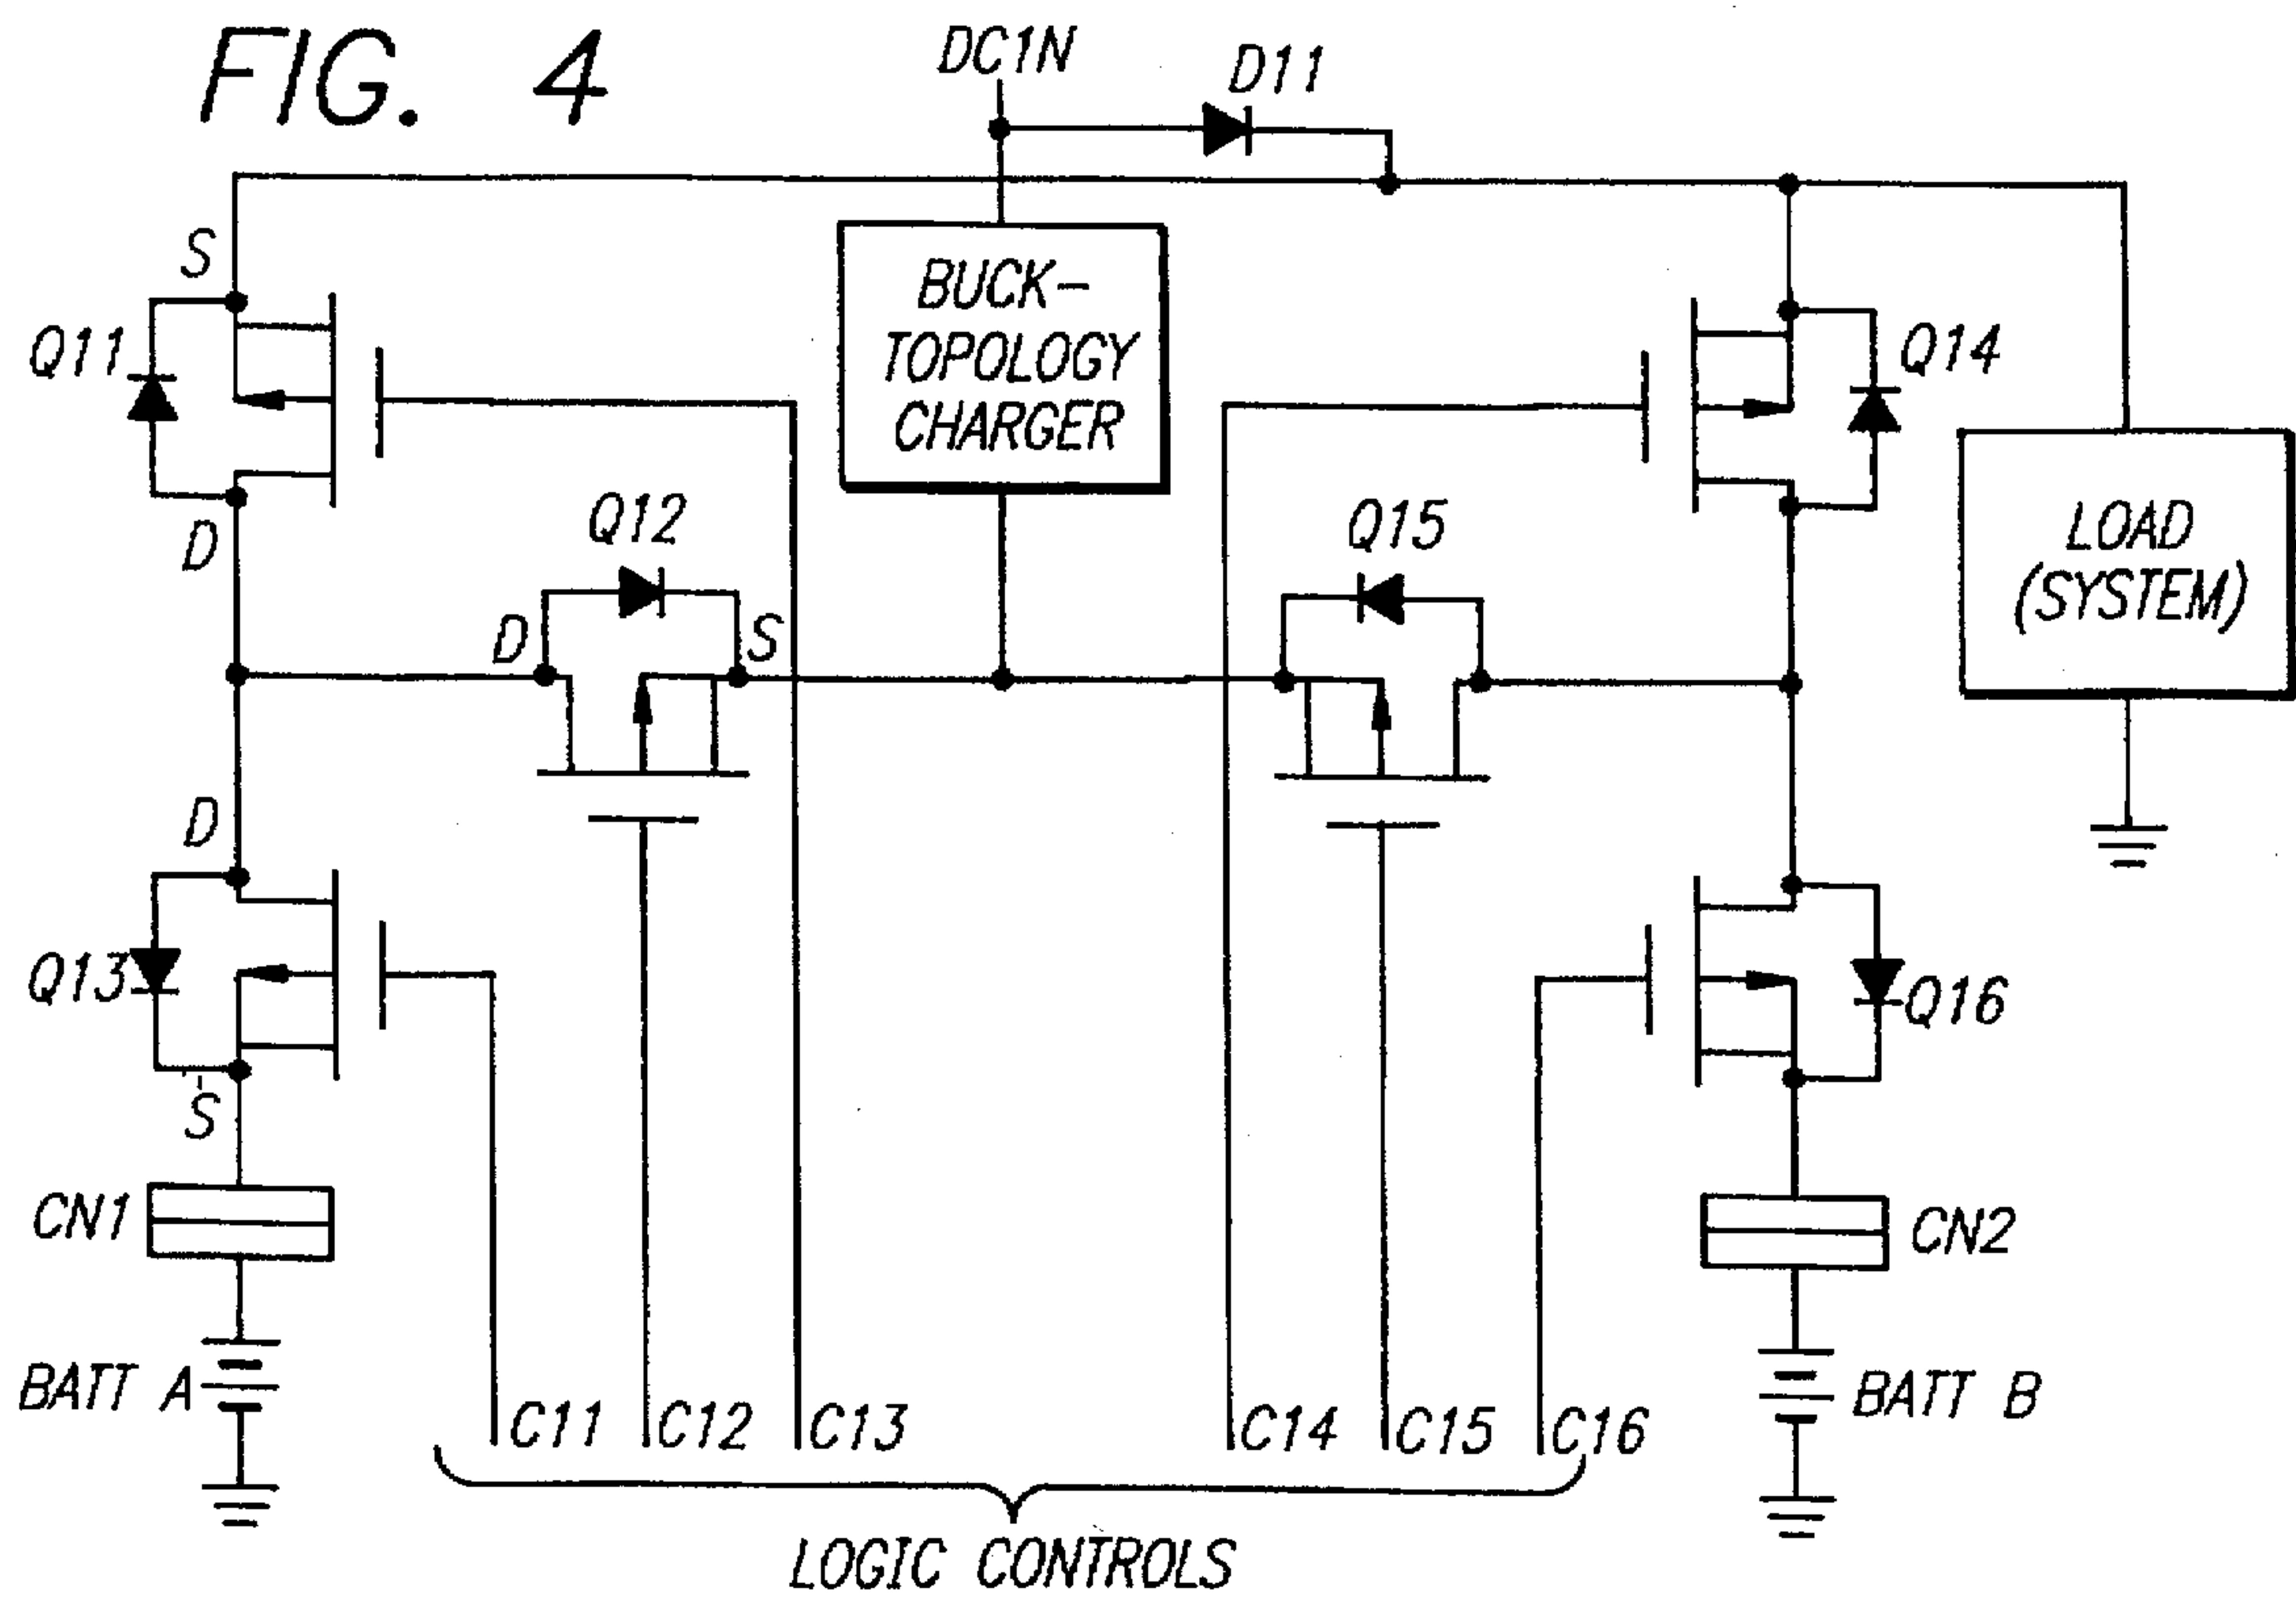 FIG. 4
DC1N
D11
S
Q11
BUCK-
TOPOLOGY
CHARGER
Q14
D
Q12
Q15
LOAD
(SYSTEM)
D
S
D
Q13
Q16
S
CN1
CN2
BATT A
BATT B
C11
C12
C13
C14
C15
C16
LOGIC CONTROLS